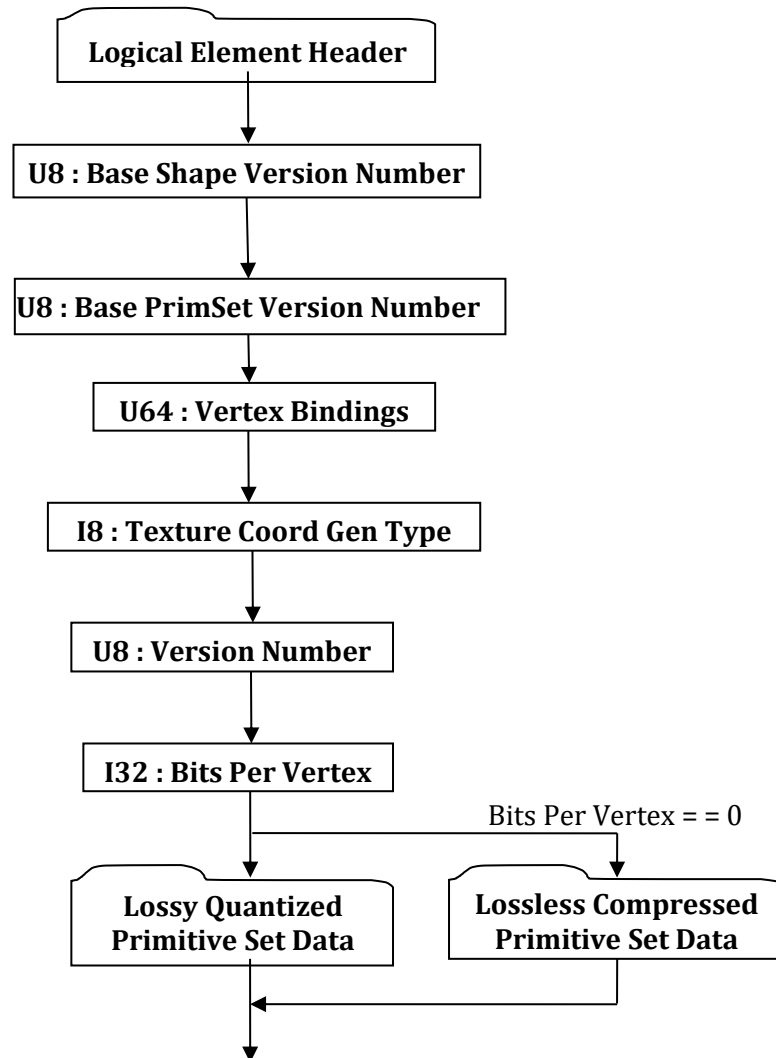 Logical Element Header
U8 : Base Shape Version Number
U8 : Base PrimSet Version Number
U64 : Vertex Bindings
I8 : Texture Coord Gen Type
U8 : Version Number
I32 : Bits Per Vertex
Bits Per Vertex = = 0
Lossy Quantized
Primitive Set Data
Lossless Compressed
Primitive Set Data